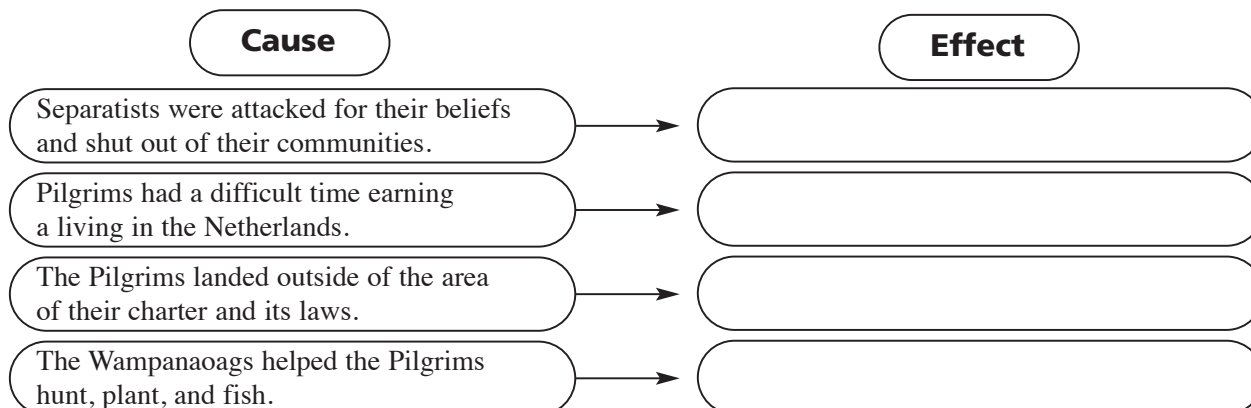 Cause
Effect
Separatists were attacked for their beliefs
and shut out of their communities.
Pilgrims had a difficult time earning
a living in the Netherlands.
The Pilgrims landed outside of the area
of their charter and its laws.
The Wampanaoags helped the Pilgrims
hunt, plant, and fish.